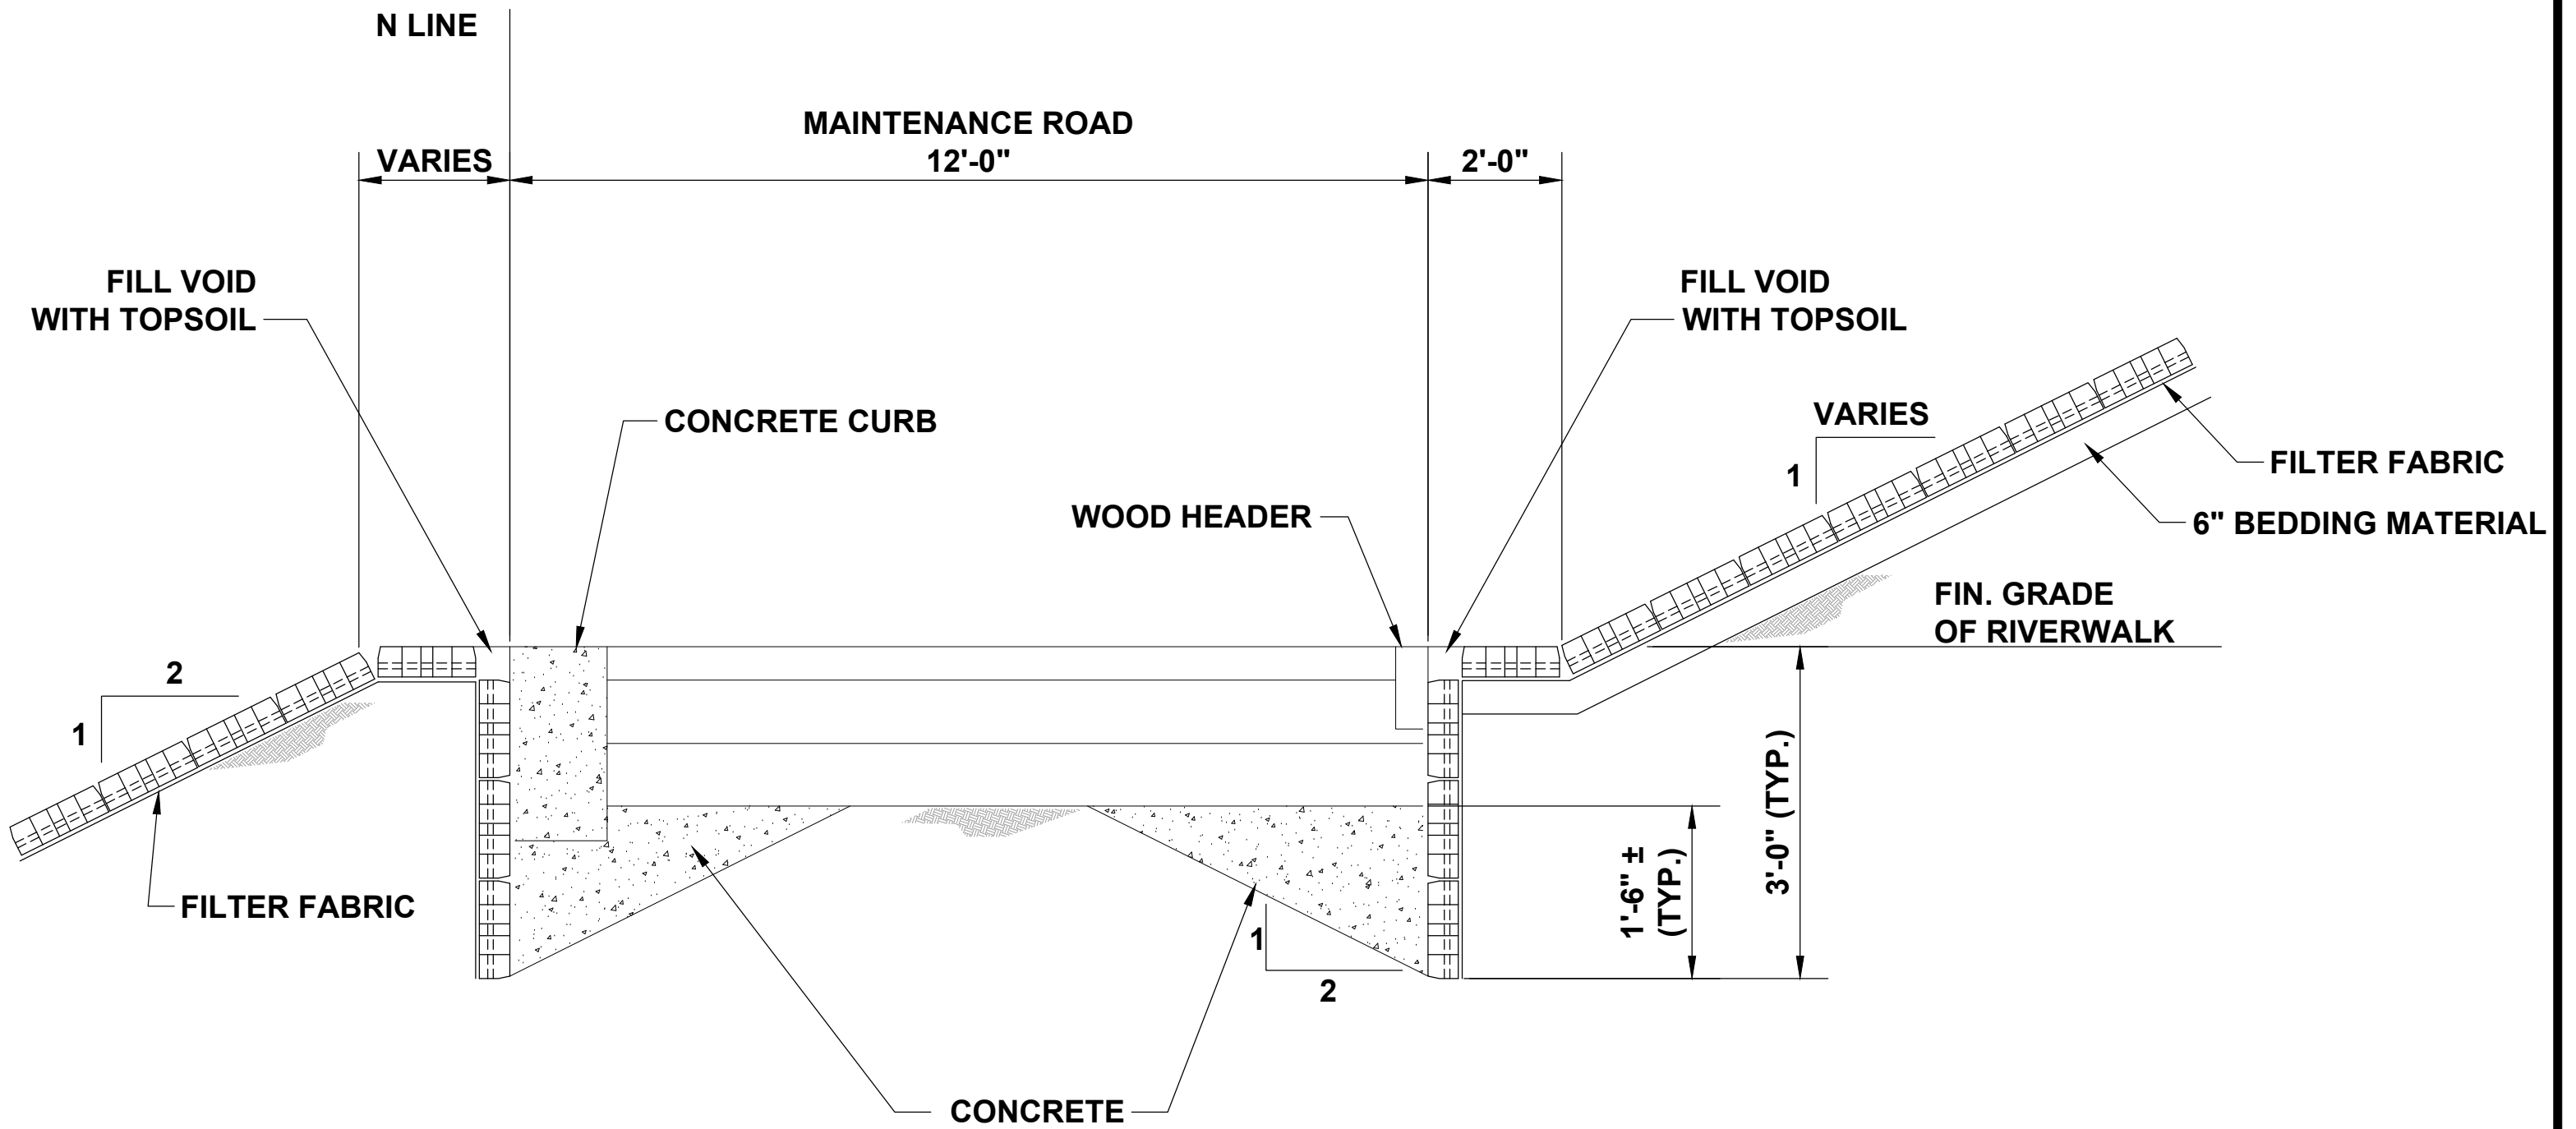 N LINE
MAINTENANCE ROAD
VARIES
12'-0"
2'-0"
FILL VOID
WITH TOPSOIL
FILL VOID
WITH TOPSOIL
CONCRETE CURB
VARIES
1
FILTER FABRIC
WOOD HEADER
6" BEDDING MATERIAL
FIN. GRADE
OF RIVERWALK
2
1
3'-0" (TYP.)
1'-6" ±
(TYP.)
FILTER FABRIC
1
2
CONCRETE